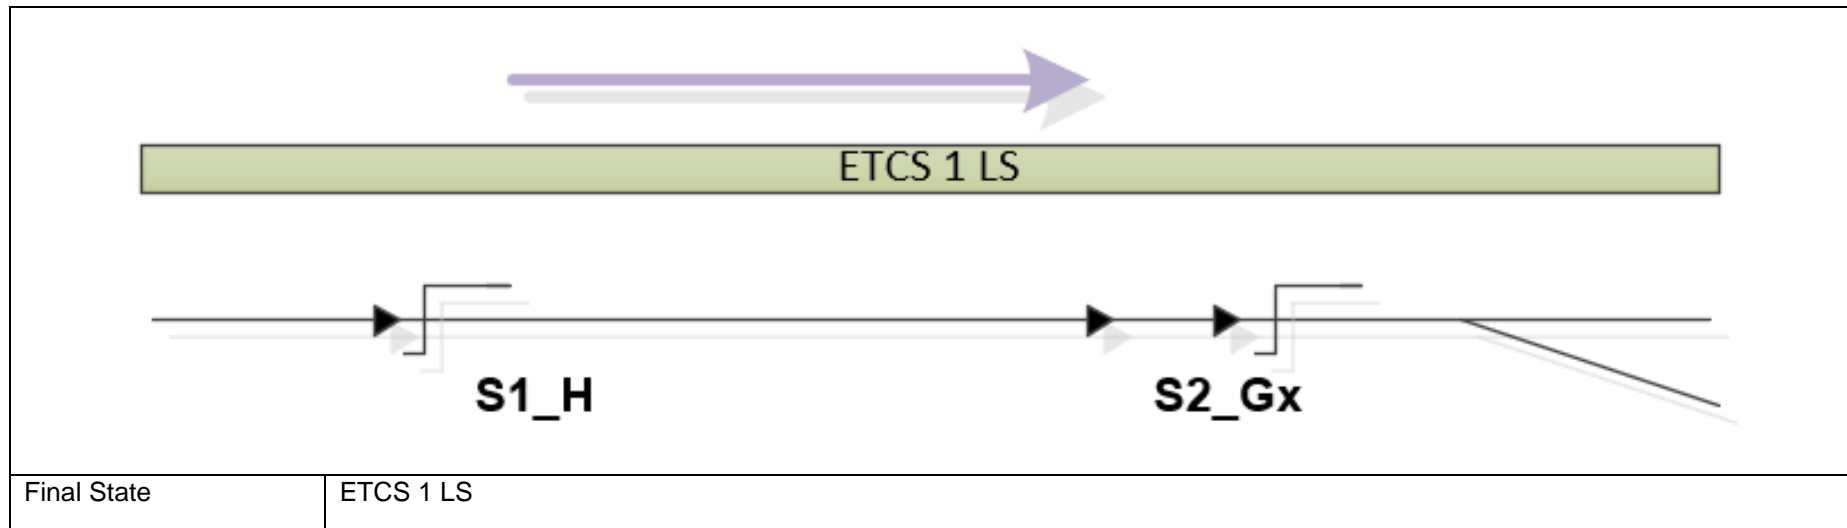 ETCS 1 LS
S1_H
S2_Gx
Final State
ETCS 1 LS